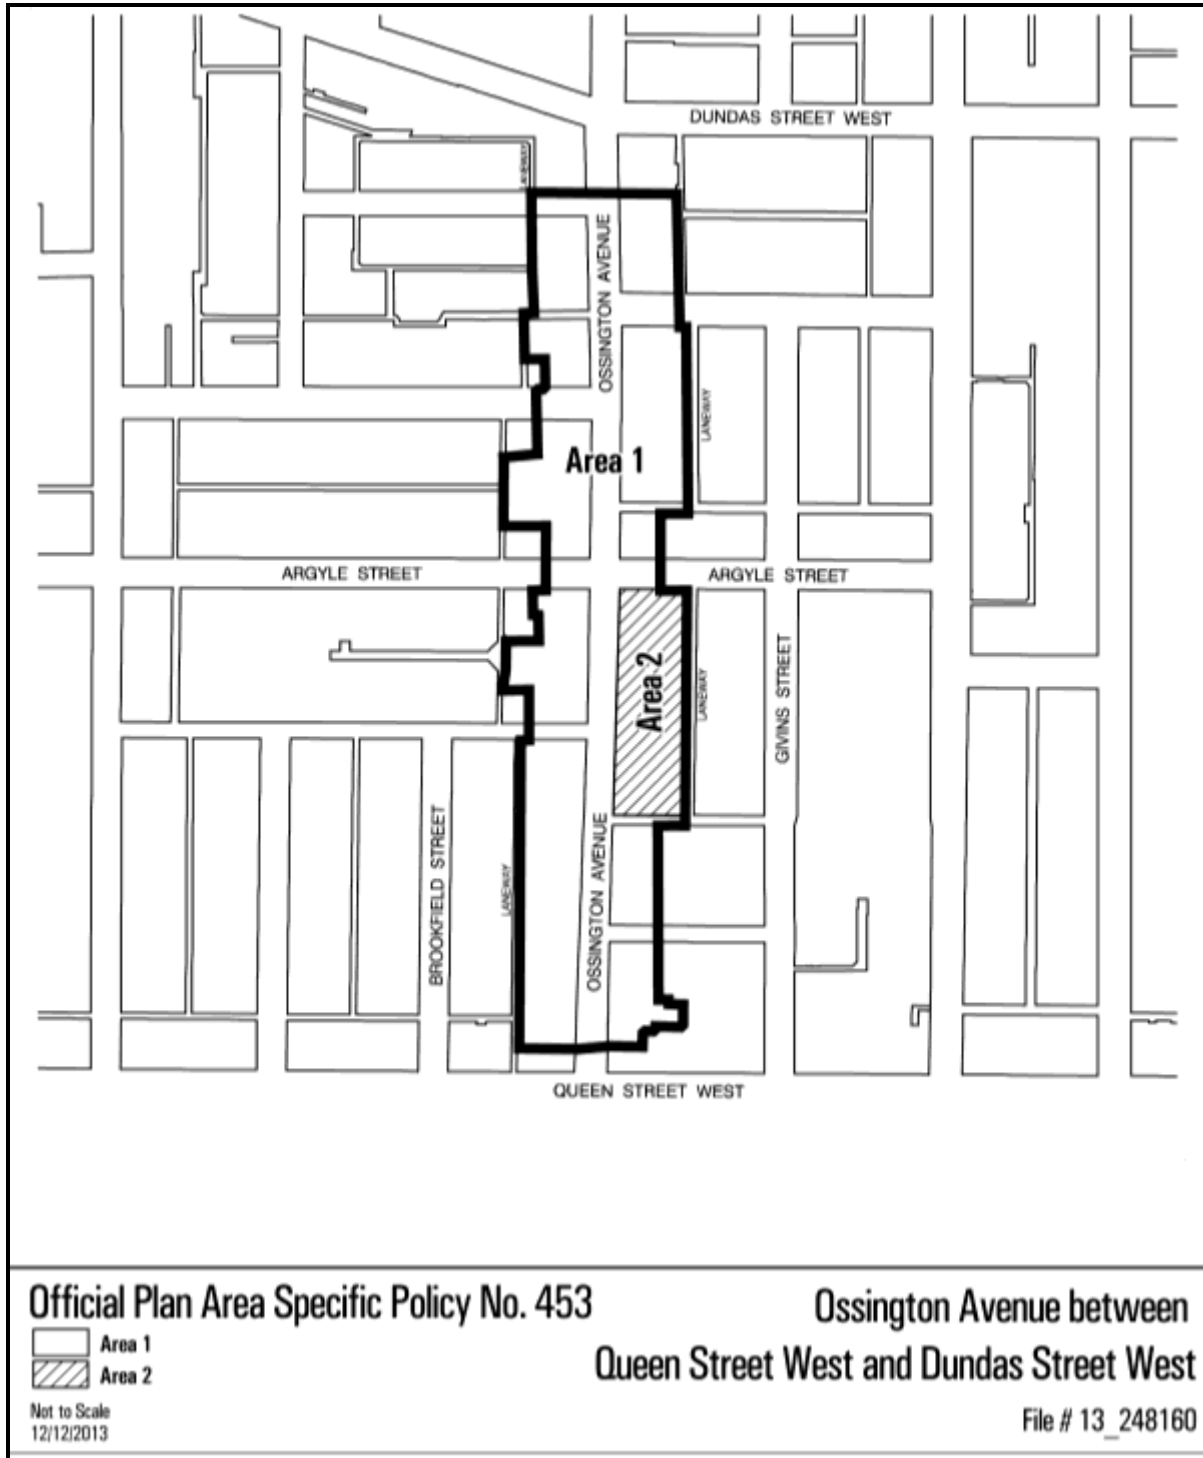 DUNDAS STREET WEST
LANEWAY
OSSINGTON AVENUE
LANEWAY
Area 1
ARGYLE STREET
ARGYLE STREET
Area 2
LANEWAY
GIVINS STREET
BROOKFIELD STREET
LANEWAY
OSSINGTON AVENUE
QUEEN STREET WEST
Official Plan Area Specific Policy No. 453
Area 1
Area 2
Not to Scale
12/12/2013
Ossington Avenue between
Queen Street West and Dundas Street West
File # 13_248160